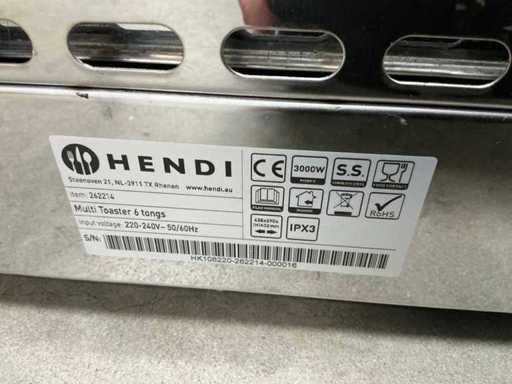 HENDI
Steenoven 21, NL-3911 TX Rhenen www.hendi.eu
Item: 262214
Multi Toaster 6 tongs
Input voltage: 220-240V~ 50/60Hz
S/N:
HK108220-262214-000016
CE
3000W
S.S.
RoHS
IPX3